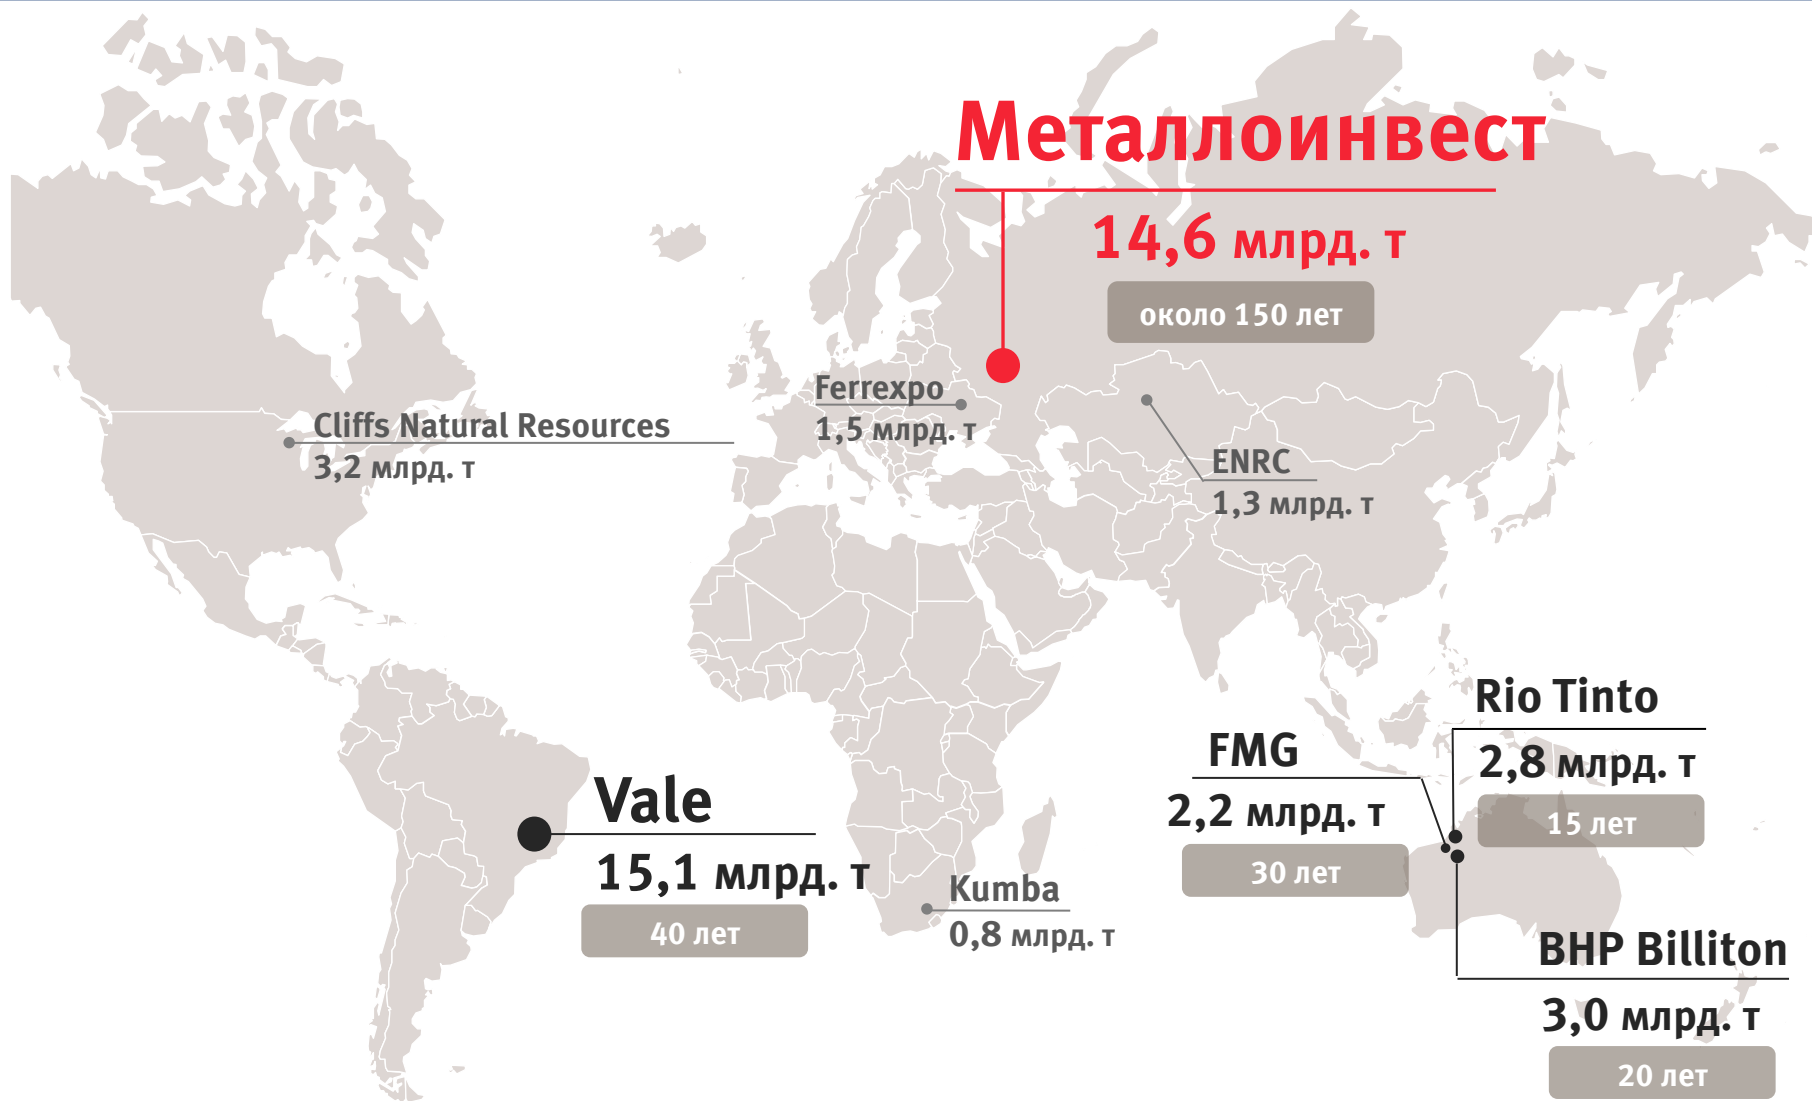 Металлоинвест
14,6 млрд. т
около 150 лет
Ferrexpo
1,5 млрд. т
Cliffs Natural Resources
3,2 млрд. т
ENRC
1,3 млрд. т
Rio Tinto
2,8 млрд. т
15 лет
FMG
2,2 млрд. т
30 лет
Vale
15,1 млрд. т
40 лет
Kumba
0,8 млрд. т
BHP Billiton
3,0 млрд. т
20 лет